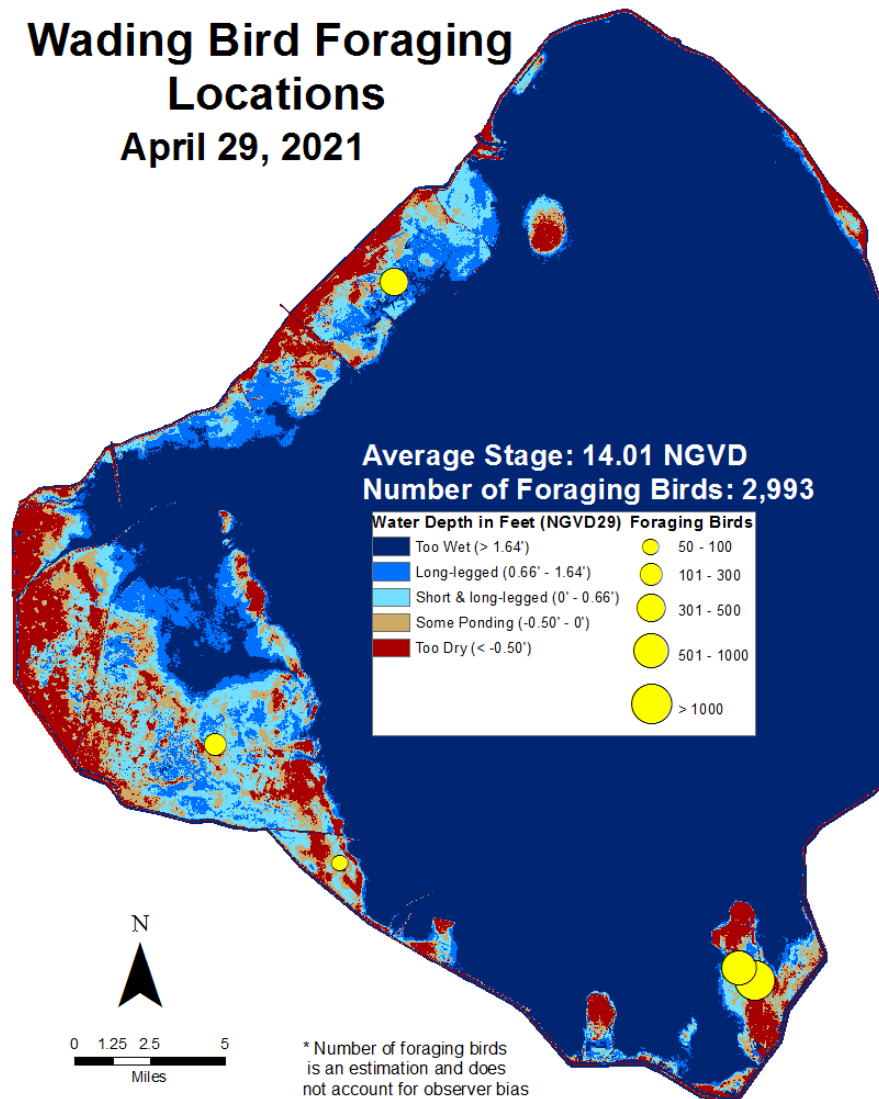 Wading Bird Foraging
Locations
April 29, 2021
Average Stage: 14.01 NGVD
Number of Foraging Birds: 2,993
Water Depth in Feet (NGVD29) Foraging Birds
Too Wet (> 1.64')
Long-legged (0.66' - 1.64')
Short & long-legged (0' - 0.66')
Some Ponding (-0.50' - 0')
Too Dry (< -0.50')
50 - 100
101 - 300
301 - 500
501 - 1000
> 1000
N
0 1.25 2.5 5
Miles
* Number of foraging birds
is an estimation and does
not account for observer bias